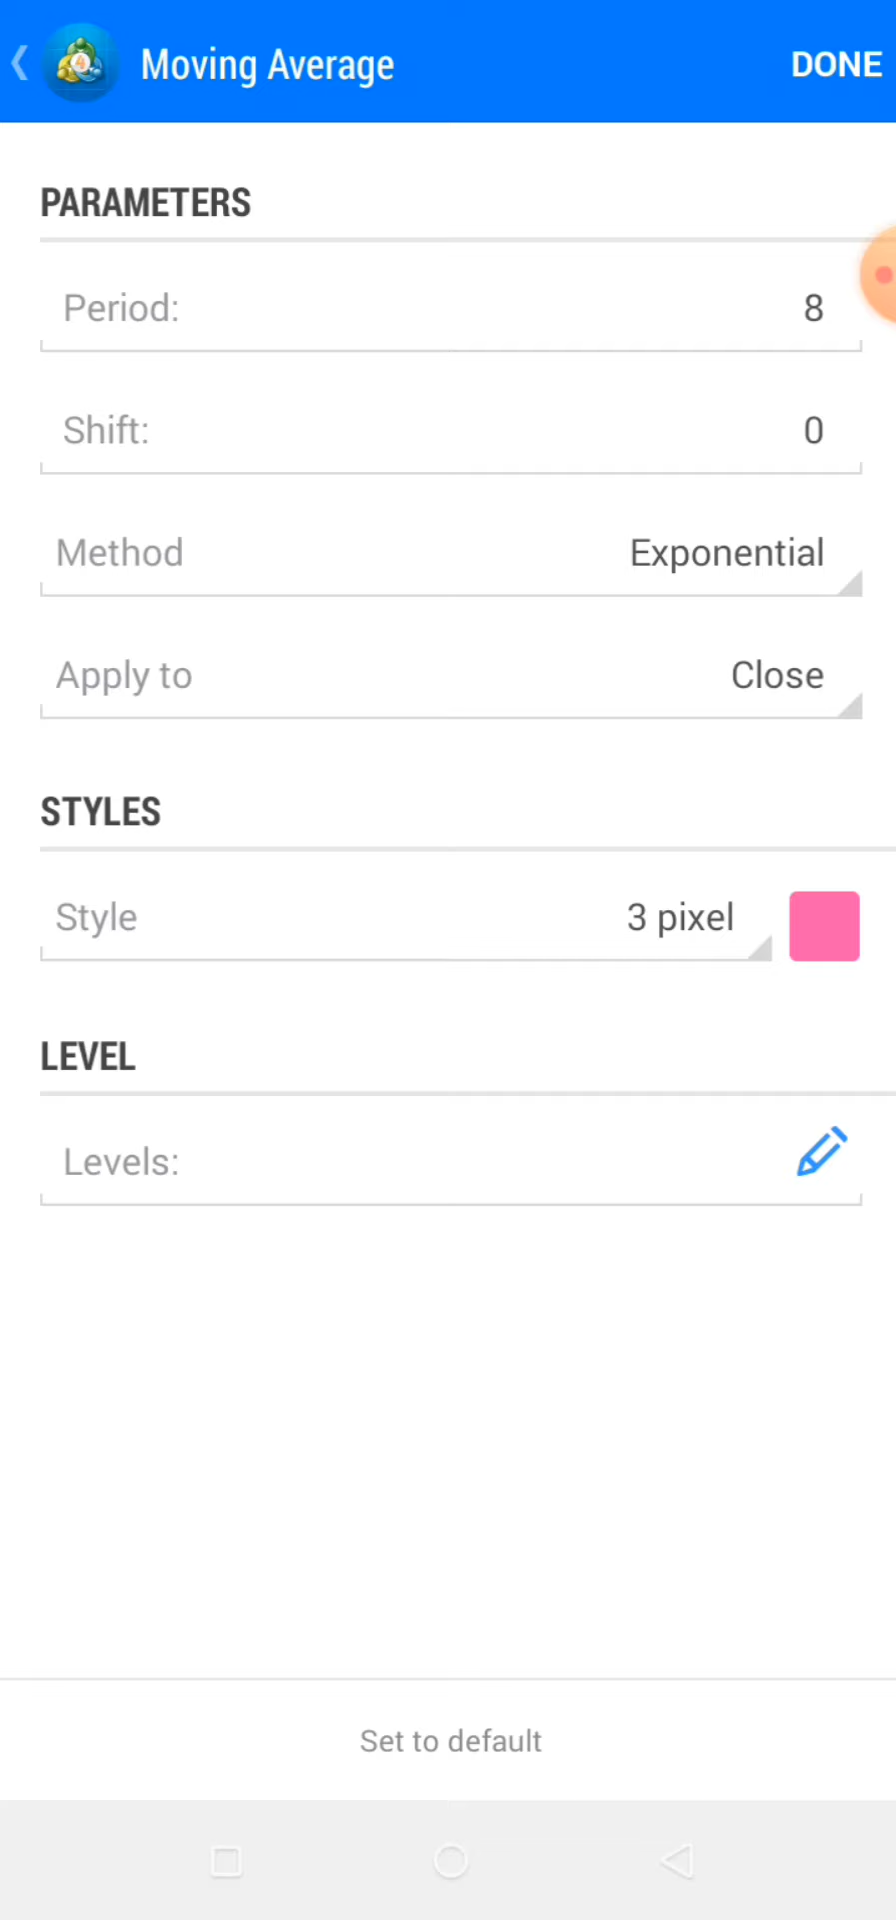 Moving Average DONE
PARAMETERS
Period: 8
Shift: 0
Method Exponential
Apply to Close
STYLES
Style 3 pixel
LEVEL
Levels:
Set to default